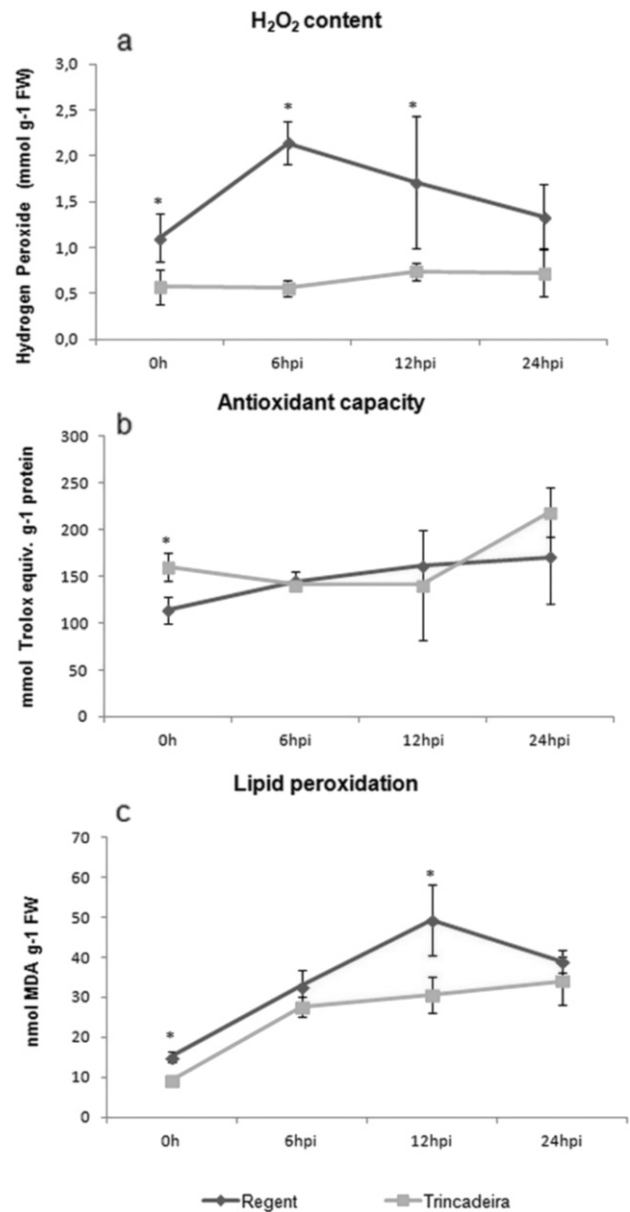 H₂O₂ content
a
Hydrogen Peroxide (mmol g-1 FW)
3,0
2,5
2,0
1,5
1,0
0,5
0,0
*
*
*
0h
6hpi
12hpi
24hpi
Antioxidant capacity
b
mmol Trolox equiv. g-1 protein
300
250
200
150
100
50
0
*
0h
6hpi
12hpi
24hpi
Lipid peroxidation
c
nmol MDA g-1 FW
70
60
50
40
30
20
10
0
*
*
0h
6hpi
12hpi
24hpi
Regent
Trincadeira